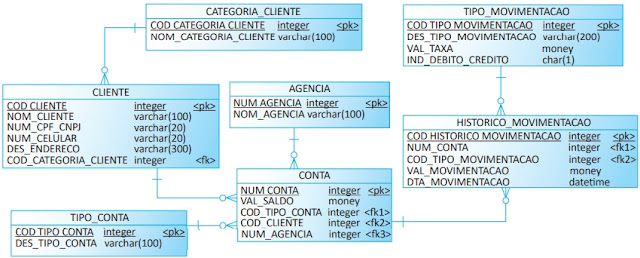 CATEGORIA_CLIENTE
COD CATEGORIA CLIENTE integer <pk>
NOM_CATEGORIA_CLIENTE varchar(100)
TIPO_MOVIMENTACAO
COD TIPO MOVIMENTACAO integer <pk>
DES_TIPO_MOVIMENTACAO varchar(200)
VAL_TAXA money
IND_DEBITO_CREDITO char(1)
CLIENTE
COD CLIENTE integer <pk>
NOM_CLIENTE varchar(100)
NUM_CPF_CNPJ varchar(20)
NUM_CELULAR varchar(20)
DES_ENDERECO varchar(300)
COD_CATEGORIA_CLIENTE integer <fk>
AGENCIA
NUM AGENCIA integer <pk>
NOM_AGENCIA varchar(100)
HISTORICO_MOVIMENTACAO
COD HISTORICO MOVIMENTACAO integer <pk>
NUM_CONTA integer <fk1>
COD_TIPO_MOVIMENTACAO integer <fk2>
VAL_MOVIMENTACAO money
DTA_MOVIMENTACAO datetime
CONTA
NUM CONTA integer <pk>
VAL_SALDO money
COD_TIPO_CONTA integer <fk1>
COD_CLIENTE integer <fk2>
NUM_AGENCIA integer <fk3>
TIPO_CONTA
COD TIPO CONTA integer <pk>
DES_TIPO_CONTA varchar(100)